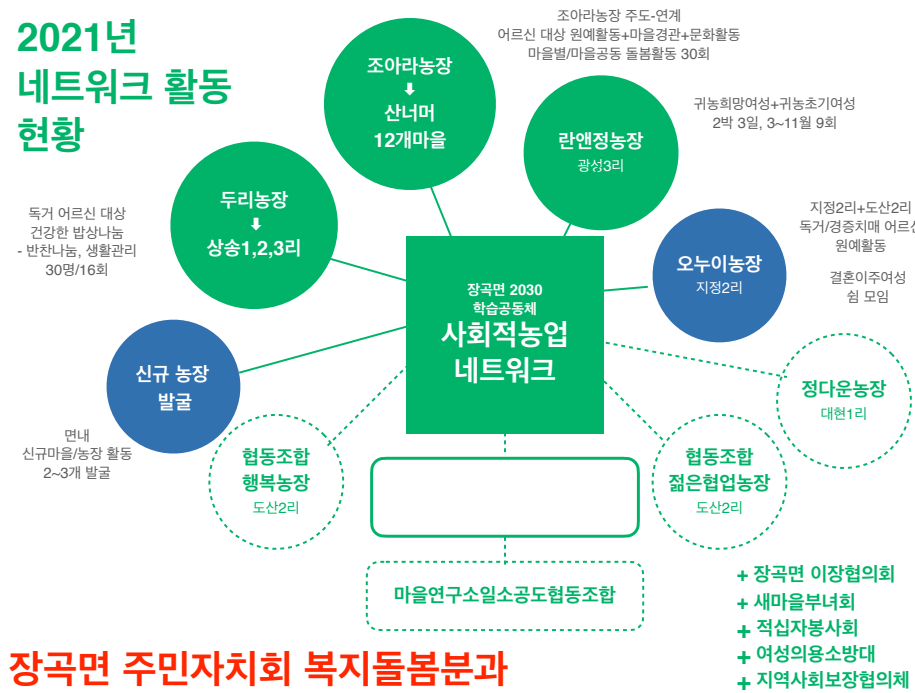 2021년
네트워크 활동
현황
조아라농장 주도-연계
어르신 대상 원예활동+마을경관+문화활동
마을별/마을공동 돌봄활동 30회
조아라농장
산너머
12개마을
란앤정농장
광성3리
귀농희망여성+귀농초기여성
2박 3일, 3~11월 9회
두리농장
상송1,2,3리
독거 어르신 대상
건강한 밥상나눔
- 반찬나눔, 생활관리
30명/16회
오누이농장
지정2리
지정2리+도산2리
독거/경증치매 어르신
원예활동
결혼이주여성
쉼 모임
장곡면 2030
학습공동체
사회적농업
네트워크
신규 농장
발굴
면내
신규마을/농장 활동
2~3개 발굴
정다운농장
대현1리
협동조합
행복농장
도산2리
협동조합
젊은협업농장
도산2리
마을연구소일소공도협동조합
+ 장곡면 이장협의회
+ 새마을부녀회
+ 적십자봉사회
+ 여성의용소방대
+ 지역사회보장협의체
장곡면 주민자치회 복지돌봄분과